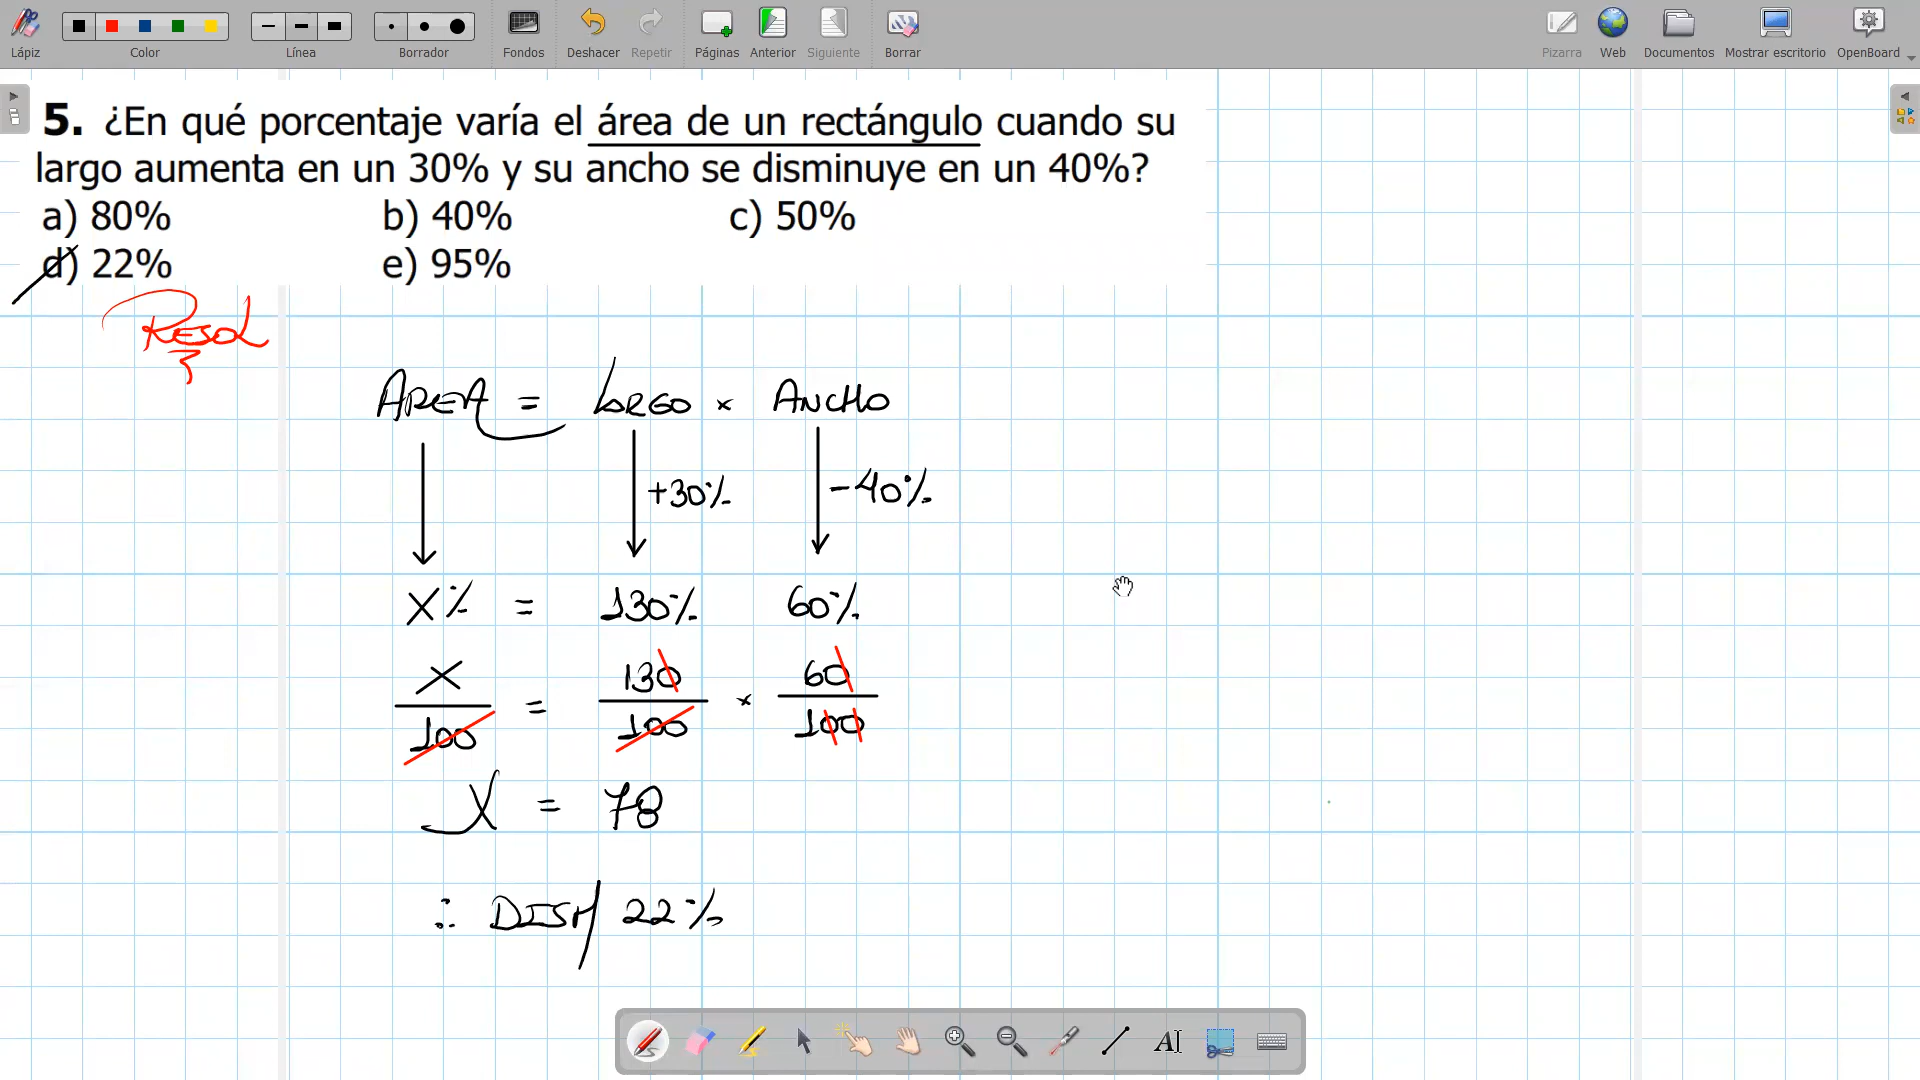 Lápiz Color Línea Borrador Fondos Deshacer Repetir Páginas Anterior Siguiente Borrar Pizarra Web Documentos Mostrar escritorio OpenBoard
5. ¿En qué porcentaje varía el área de un rectángulo cuando su
largo aumenta en un 30% y su ancho se disminuye en un 40%?
a) 80% b) 40% c) 50%
d) 22% e) 95%
RESOL
AREA = LARGO x ANCHO
+30% -40%
X% = 130% 60%
X/100 = 130/100 x 60/100
X = 78
∴ DISM/ 22%